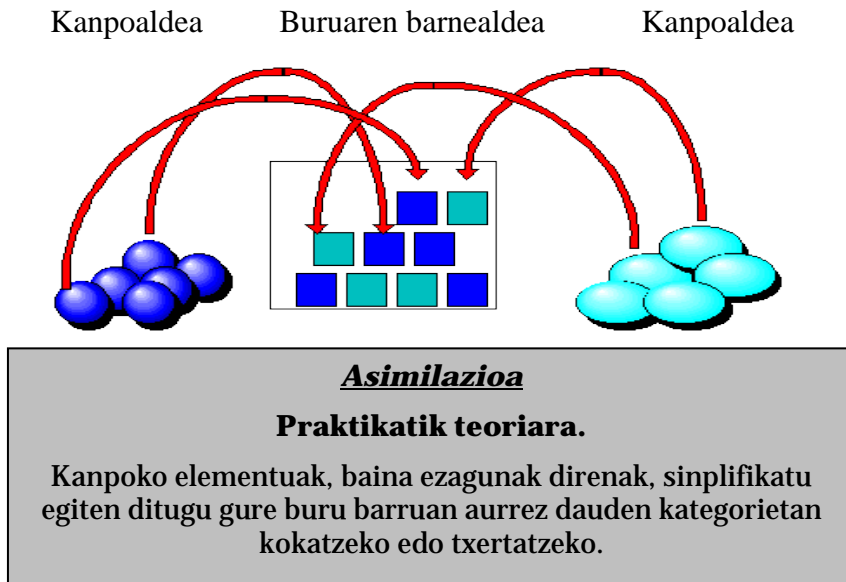 Kanpoaldea Buruaren barnealdea Kanpoaldea
Asimilazioa
Praktikatik teoriara.
Kanpoko elementuak, baina ezagunak direnak, sinplifikatu
egiten ditugu gure buru barruan aurrez dauden kategorietan
kokatzeko edo txertatzeko.